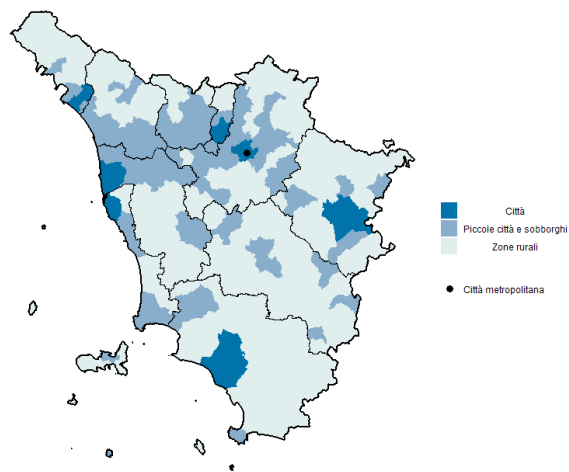 Città
Piccole città e sobborghi
Zone rurali
Città metropolitana